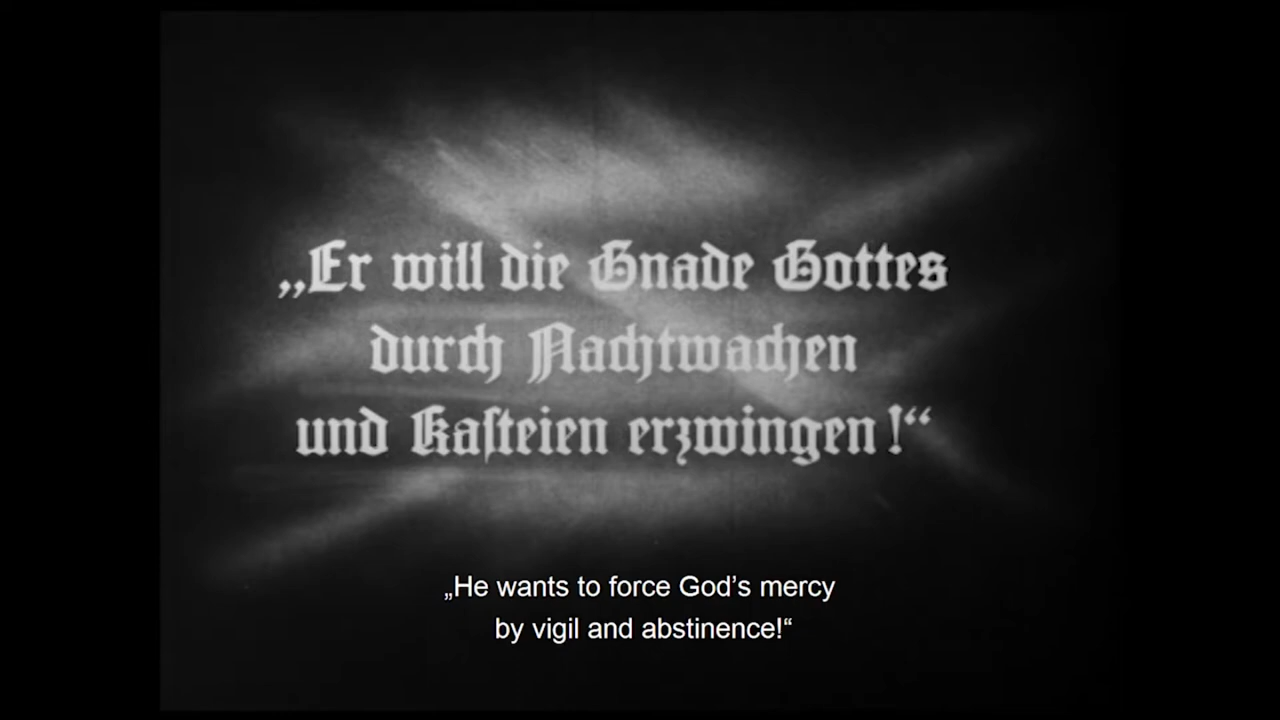 „Er will die Gnade Gottes
durch Nachtwachen
und Kaſteien erzwingen!“
„He wants to force God’s mercy
by vigil and abstinence!“